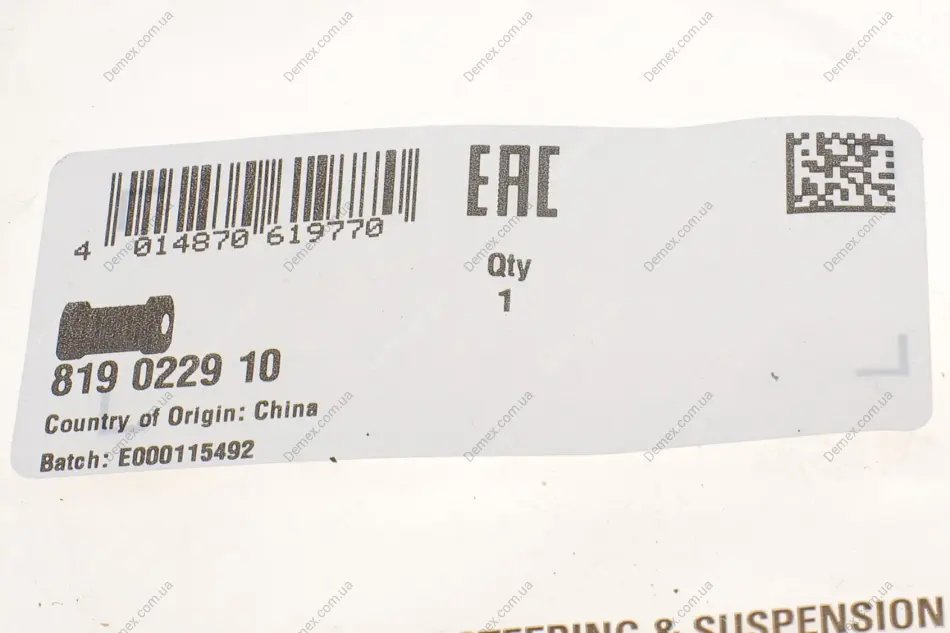 4 014870 619770
EAC
Qty
1
819 0229 10
Country of Origin: China
Batch: E000115492
STEERING & SUSPENSION
Demex.com.ua